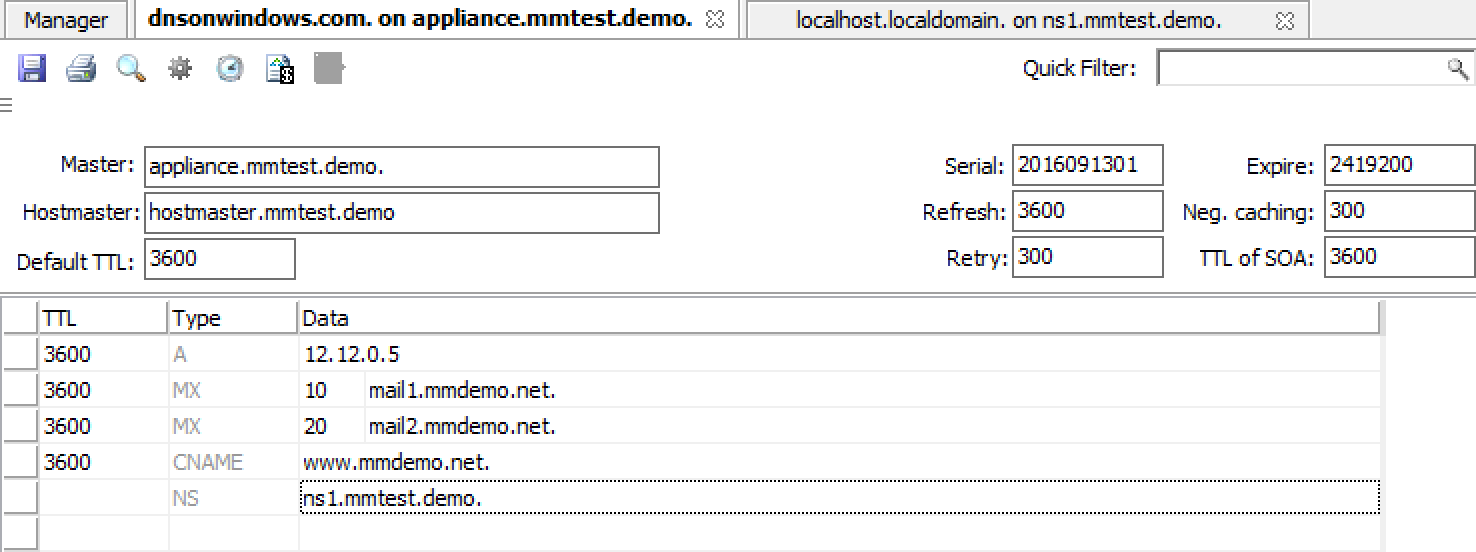 Manager dnsonwindows.com. on appliance.mmtest.demo. localhost.localdomain. on ns1.mmtest.demo.
Quick Filter:
Master: appliance.mmtest.demo. Serial: 2016091301 Expire: 2419200
Hostmaster: hostmaster.mmtest.demo Refresh: 3600 Neg. caching: 300
Default TTL: 3600 Retry: 300 TTL of SOA: 3600
TTL Type Data
3600 A 12.12.0.5
3600 MX 10 mail1.mmdemo.net.
3600 MX 20 mail2.mmdemo.net.
3600 CNAME www.mmdemo.net.
NS ns1.mmtest.demo.